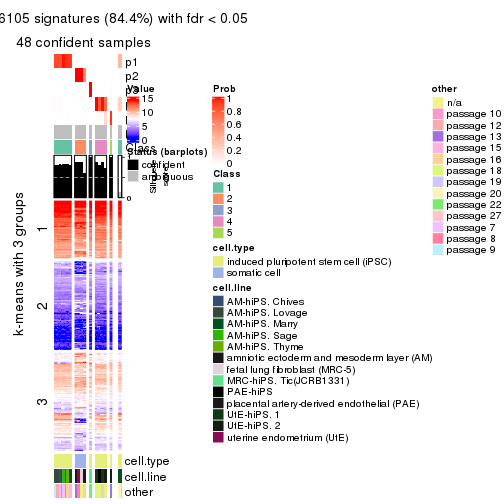 6105 signatures (84.4%) with fdr < 0.05
48 confident samples
p1
p2
p3
Value
15
10
5
0
Class
Status (barplots)
confident
ambiguous
1
0
Silhouette
score
k-means with 3 groups
1
2
3
cell.type
cell.line
other
Prob
1
0.8
0.6
0.4
0.2
0
Class
1
2
3
4
5
cell.type
induced pluripotent stem cell (iPSC)
somatic cell
cell.line
AM-hiPS. Chives
AM-hiPS. Lovage
AM-hiPS. Marry
AM-hiPS. Sage
AM-hiPS. Thyme
amniotic ectoderm and mesoderm layer (AM)
fetal lung fibroblast (MRC-5)
MRC-hiPS. Tic(JCRB1331)
PAE-hiPS
placental artery-derived endothelial (PAE)
UtE-hiPS. 1
UtE-hiPS. 2
uterine endometrium (UtE)
other
n/a
passage 10
passage 12
passage 13
passage 15
passage 16
passage 18
passage 19
passage 20
passage 22
passage 27
passage 7
passage 8
passage 9